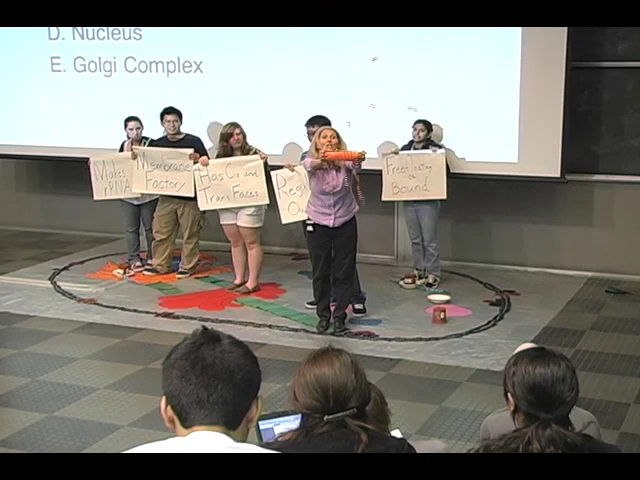 D. Nucleus
E. Golgi Complex
Makes
rRNA
Membrane
Factory
Has Cis and
Trans Faces
Free floating
or
Bound